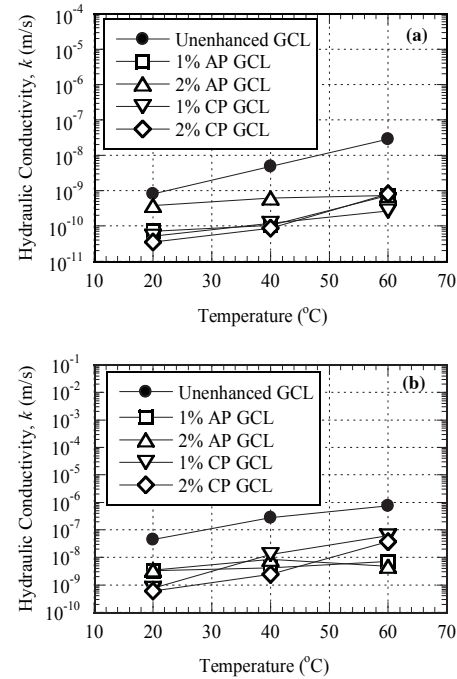 Hydraulic Conductivity, k (m/s)
10⁻⁴
10⁻⁵
10⁻⁶
10⁻⁷
10⁻⁸
10⁻⁹
10⁻¹⁰
10⁻¹¹
(a)
Unenhanced GCL
1% AP GCL
2% AP GCL
1% CP GCL
2% CP GCL
10 20 30 40 50 60 70
Temperature (°C)
Hydraulic Conductivity, k (m/s)
10⁻¹
10⁻²
10⁻³
10⁻⁴
10⁻⁵
10⁻⁶
10⁻⁷
10⁻⁸
10⁻⁹
10⁻¹⁰
(b)
Unenhanced GCL
1% AP GCL
2% AP GCL
1% CP GCL
2% CP GCL
10 20 30 40 50 60 70
Temperature (°C)